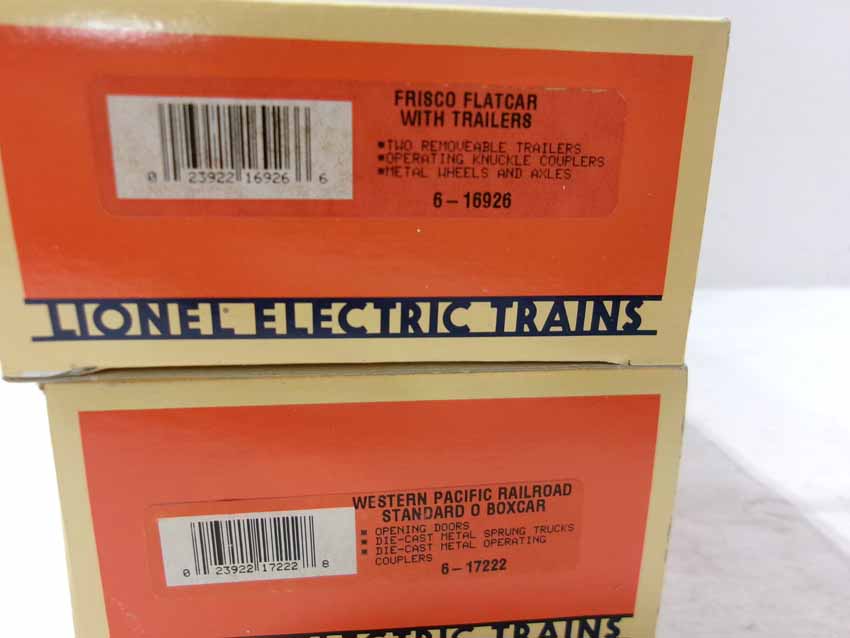 FRISCO FLATCAR
WITH TRAILERS
▪TWO REMOVEABLE TRAILERS
▪OPERATING KNUCKLE COUPLERS
▪METAL WHEELS AND AXLES
6-16926
0 23922 16926 6
LIONEL® ELECTRIC TRAINS
WESTERN PACIFIC RAILROAD
STANDARD O BOXCAR
▪ OPENING DOORS
▪ DIE-CAST METAL SPRUNG TRUCKS
▪ DIE-CAST METAL OPERATING
COUPLERS
6-17222
0 23922 17222 8
ELECTRIC TRAINS